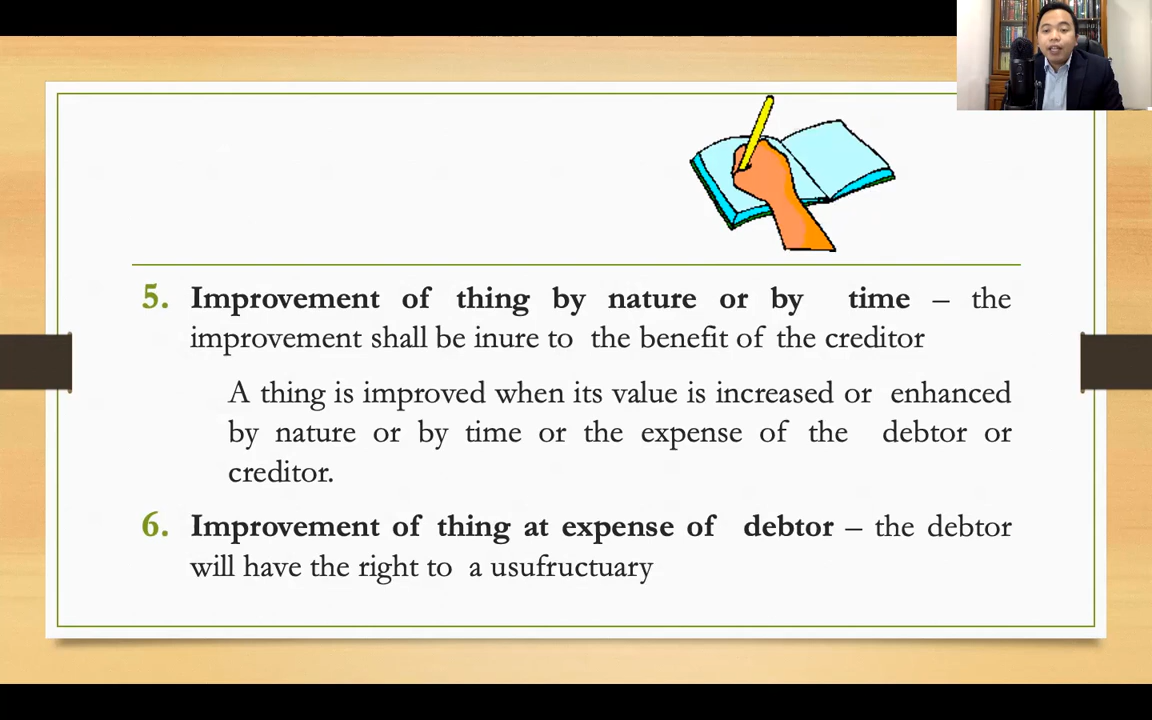 5. Improvement of thing by nature or by time – the
improvement shall be inure to the benefit of the creditor
A thing is improved when its value is increased or enhanced
by nature or by time or the expense of the debtor or
creditor.
6. Improvement of thing at expense of debtor – the debtor
will have the right to a usufructuary